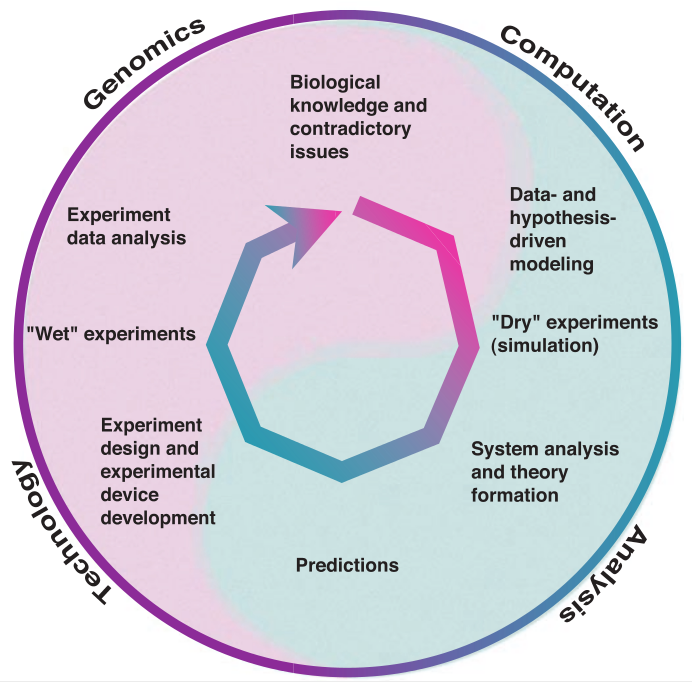 Genomics
Computation
Biological
knowledge and
contradictory
issues
Data- and
hypothesis-
driven
modeling
"Dry" experiments
(simulation)
System analysis
and theory
formation
Predictions
Experiment
design and
experimental
device
development
"Wet" experiments
Experiment
data analysis
Technology
Analysis